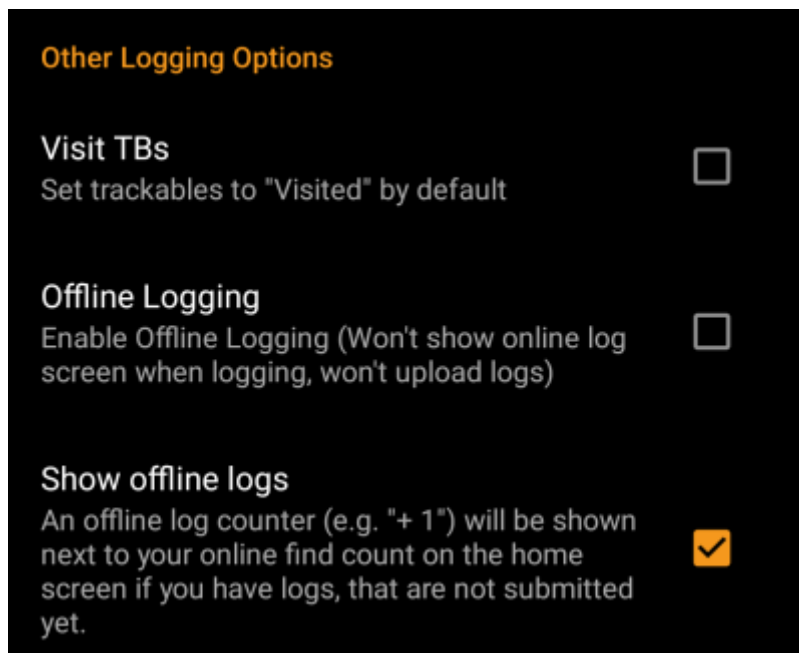 Other Logging Options
Visit TBs
Set trackables to "Visited" by default
Offline Logging
Enable Offline Logging (Won't show online log
screen when logging, won't upload logs)
Show offline logs
An offline log counter (e.g. "+ 1") will be shown
next to your online find count on the home
screen if you have logs, that are not submitted
yet.